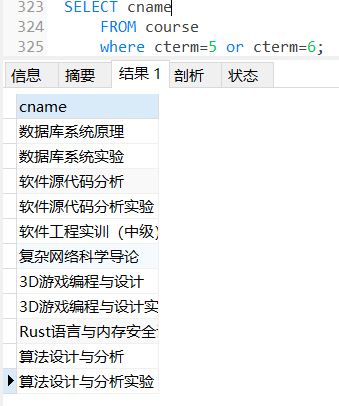 323 SELECT cname
324 FROM course
325 where cterm=5 or cterm=6;
信息 摘要 结果 1 剖析 状态
cname
数据库系统原理
数据库系统实验
软件源代码分析
软件源代码分析实验
软件工程实训（中级）
复杂网络科学导论
3D游戏编程与设计
3D游戏编程与设计实
Rust语言与内存安全
算法设计与分析
算法设计与分析实验